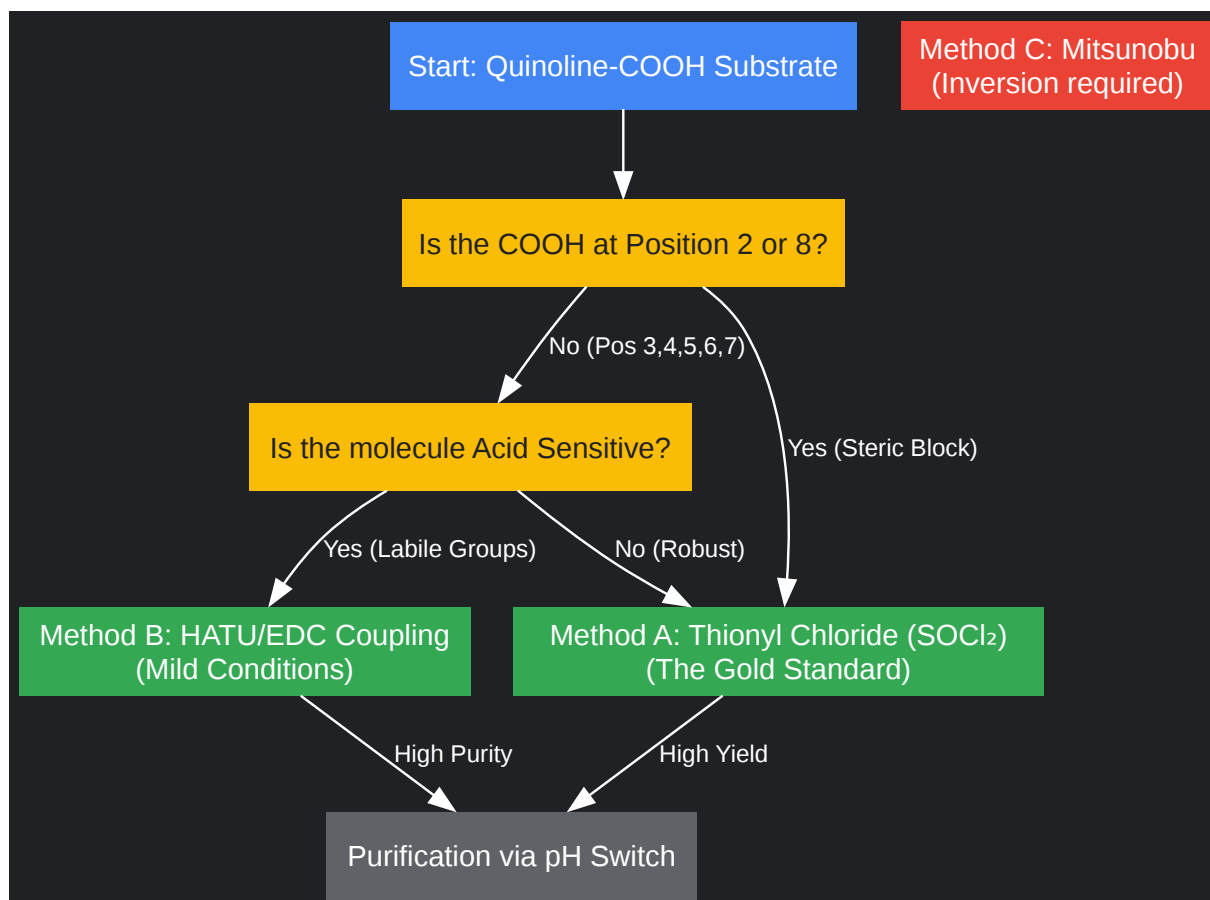 Start: Quinoline-COOH Substrate
Method C: Mitsunobu
(Inversion required)
Is the COOH at Position 2 or 8?
No (Pos 3,4,5,6,7)
Is the molecule Acid Sensitive?
Yes (Steric Block)
Yes (Labile Groups)
No (Robust)
Method B: HATU/EDC Coupling
(Mild Conditions)
Method A: Thionyl Chloride (SOCl₂)
(The Gold Standard)
High Purity
High Yield
Purification via pH Switch